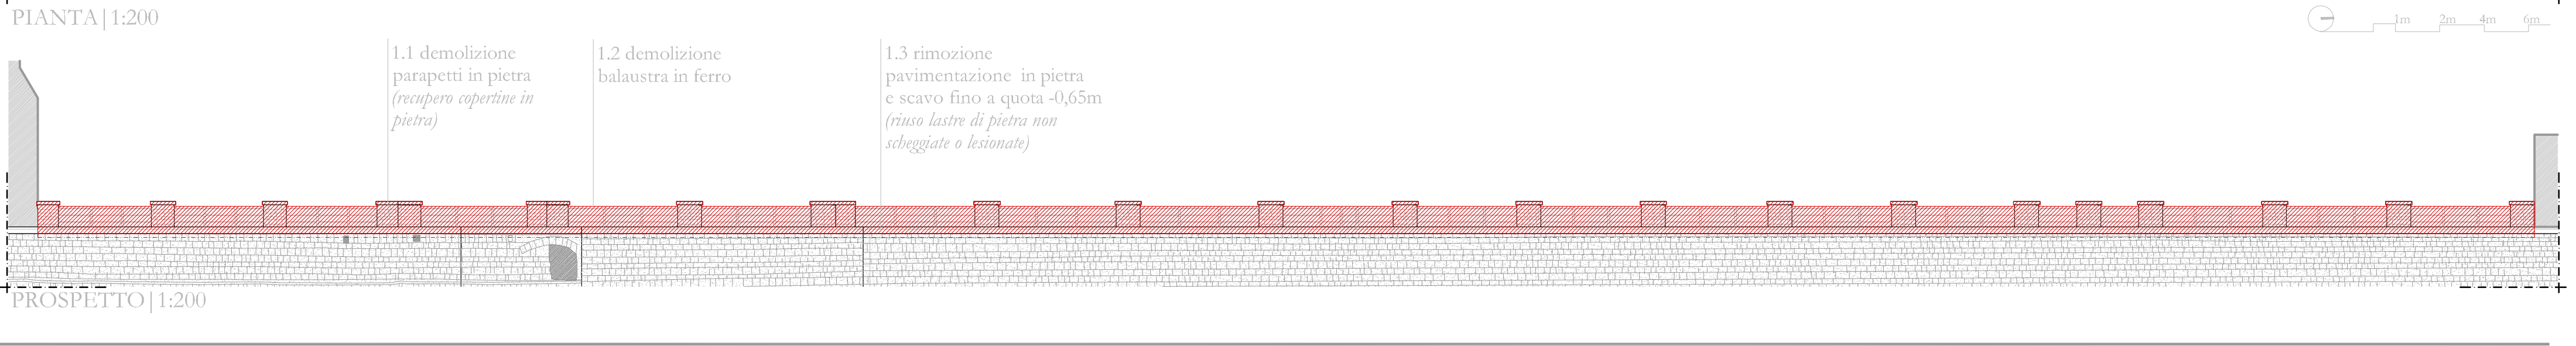 PIANTA|1:200
1m 2m 4m 6m
1.1 demolizione
parapetti in pietra
(recupero copertine in
pietra)
1.2 demolizione
balaustra in ferro
1.3 rimozione
pavimentazione in pietra
e scavo fino a quota -0,65m
(riuso lastre di pietra non
scheggiate o lesionate)
PROSPETTO|1:200